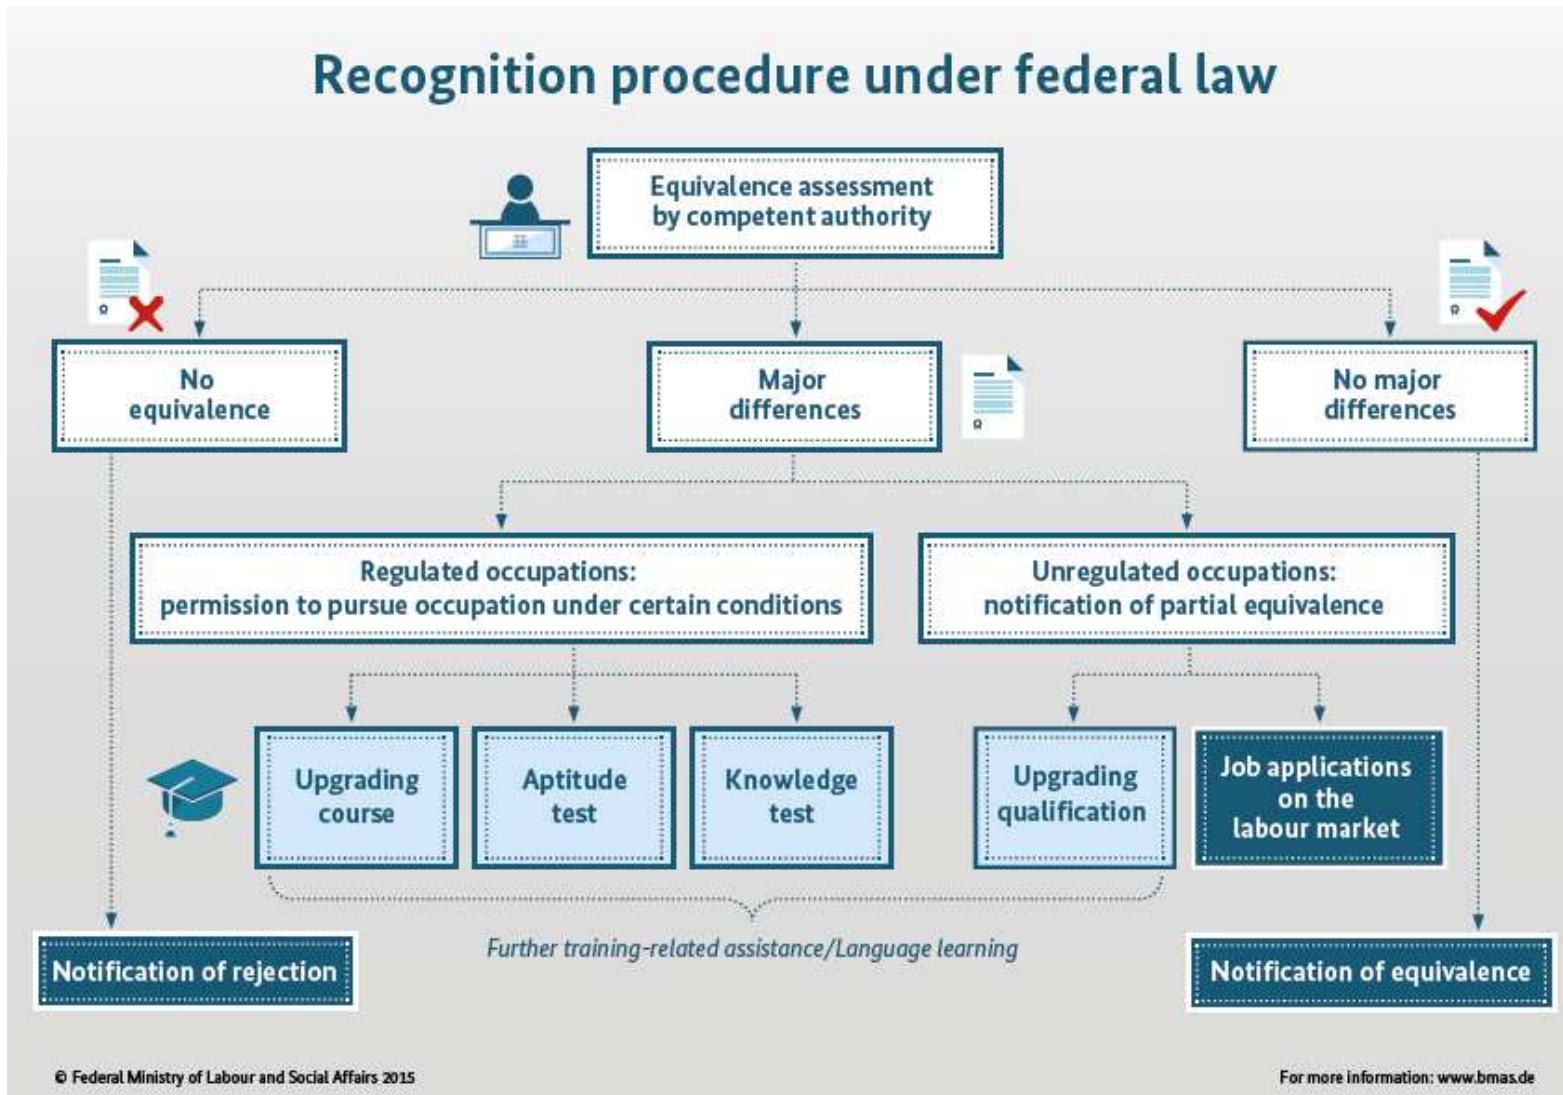 Recognition procedure under federal law
Equivalence assessment
by competent authority
No
equivalence
Major
differences
No major
differences
Regulated occupations:
permission to pursue occupation under certain conditions
Unregulated occupations:
notification of partial equivalence
Upgrading
course
Aptitude
test
Knowledge
test
Upgrading
qualification
Job applications
on the
labour market
Further training-related assistance/Language learning
Notification of rejection
Notification of equivalence
© Federal Ministry of Labour and Social Affairs 2015
For more information: www.bmas.de